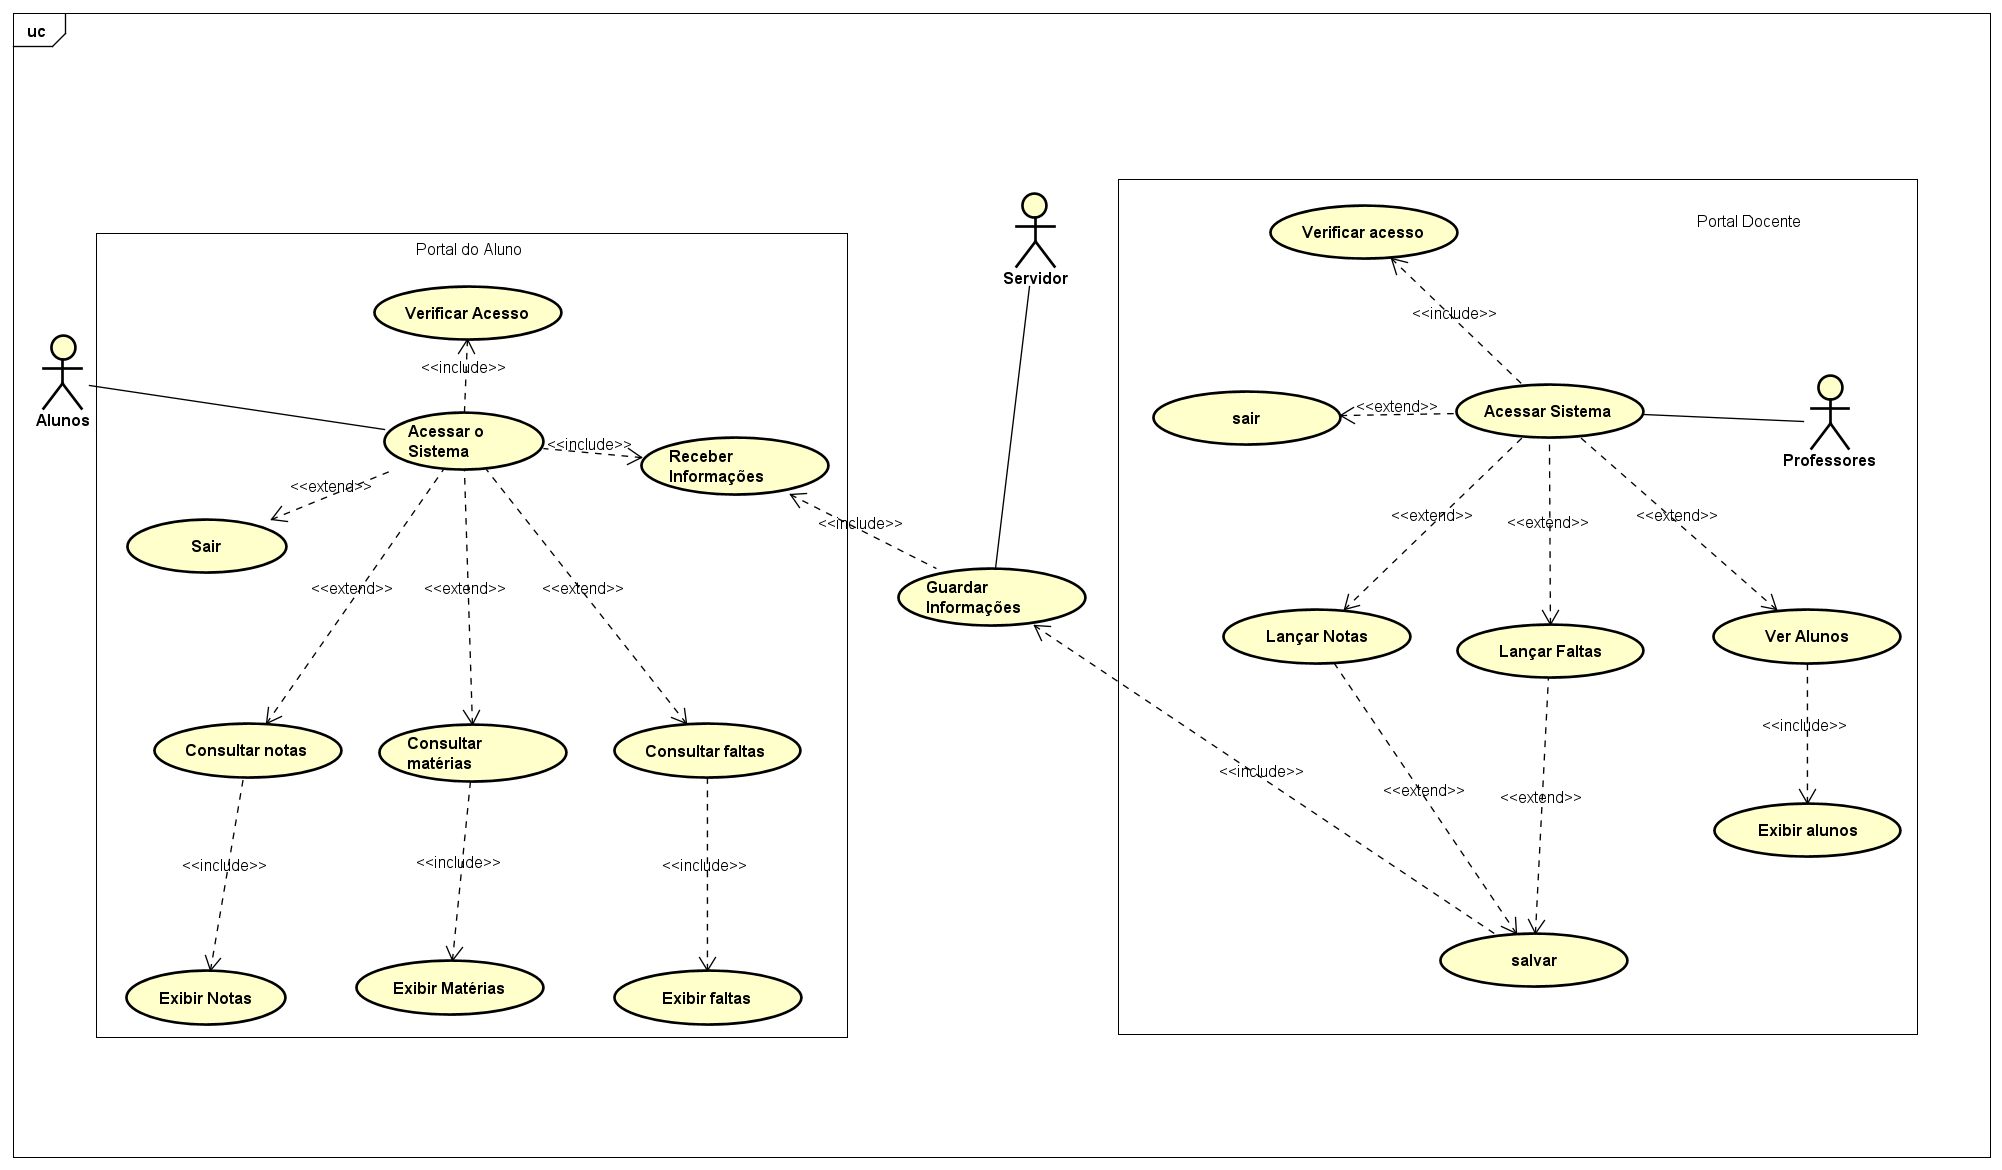 uc
Portal Docente
Verificar acesso
Portal do Aluno
Servidor
Verificar Acesso
<<include>>
<<include>>
Alunos
Acessar o
Sistema
<<include>>
Receber
Informações
<<extend>>
sair
<<extend>>
Acessar Sistema
Professores
Sair
<<include>>
<<extend>>
<<extend>>
<<extend>>
<<extend>>
<<extend>>
<<extend>>
Guardar
Informações
Lançar Notas
Lançar Faltas
Ver Alunos
Consultar notas
Consultar
matérias
Consultar faltas
<<include>>
<<extend>>
<<extend>>
<<include>>
<<include>>
<<include>>
<<include>>
Exibir alunos
Exibir Notas
Exibir Matérias
Exibir faltas
salvar